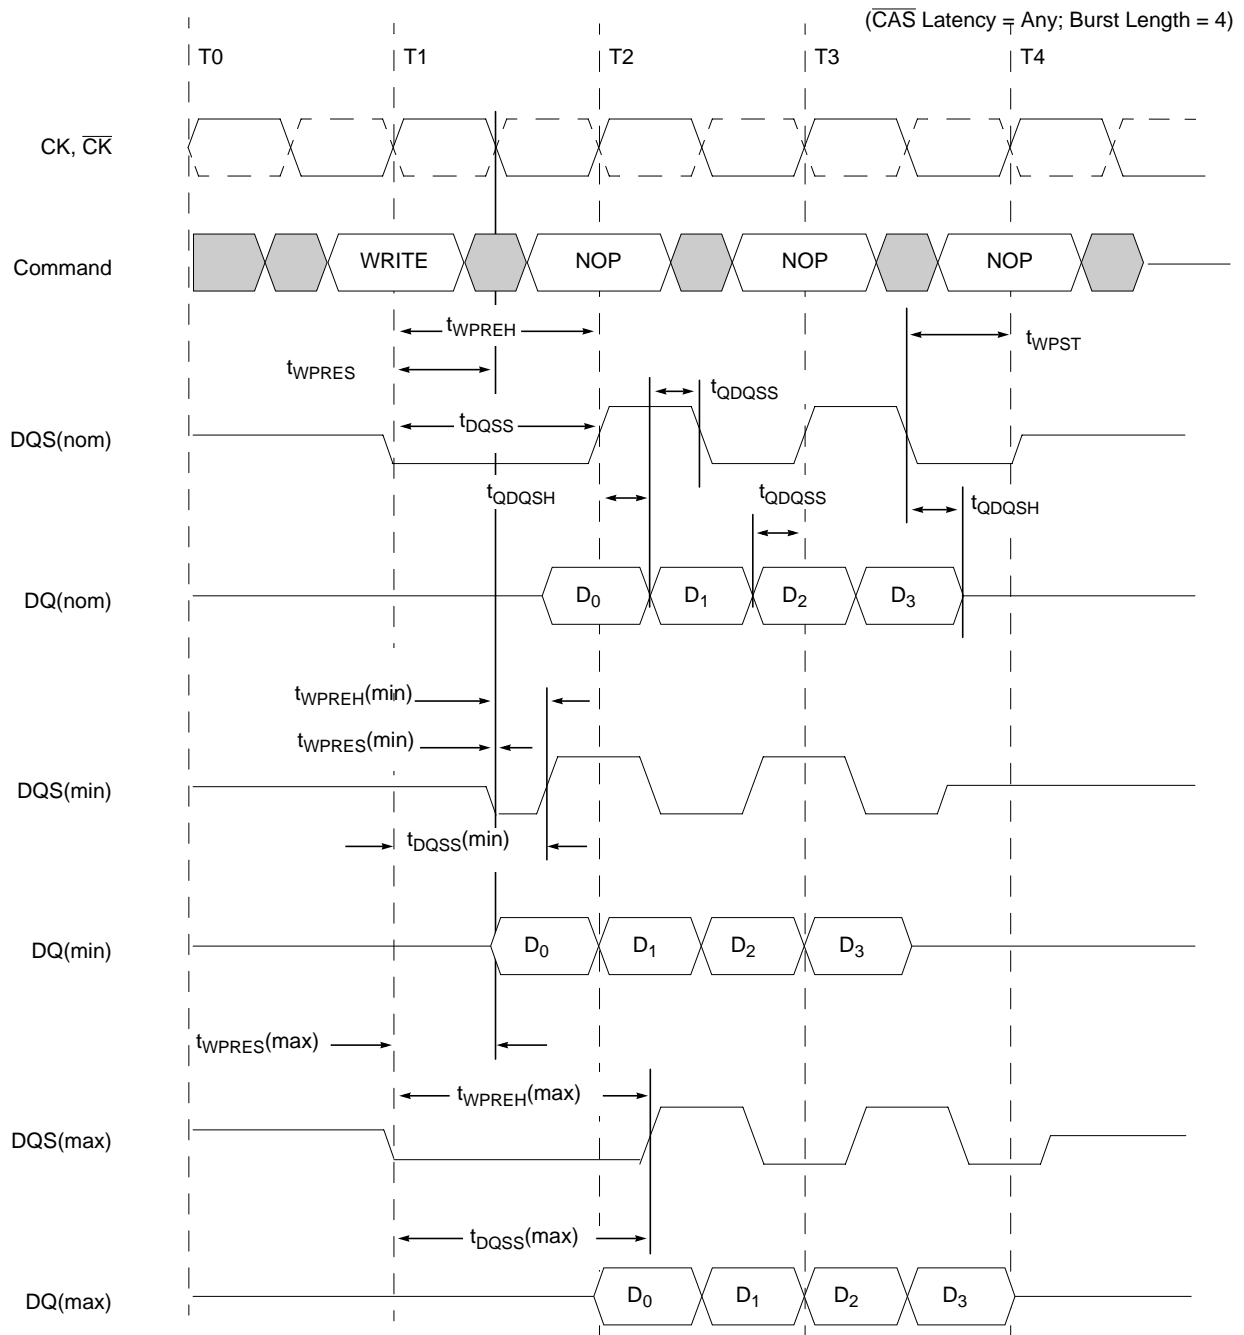 (C̅A̅S̅ Latency = Any; Burst Length = 4)
T0 T1 T2 T3 T4
CK, C̅K̅
Command WRITE NOP NOP NOP
tWPREH
tWPST
tWPRES
tQDQSS
DQS(nom) tDQSS
tQDQSH tQDQSS tQDQSH
DQ(nom) D0 D1 D2 D3
tWPREH(min)
tWPRES(min)
DQS(min)
tDQSS(min)
DQ(min) D0 D1 D2 D3
tWPRES(max)
tWPREH(max)
DQS(max)
tDQSS(max)
DQ(max) D0 D1 D2 D3